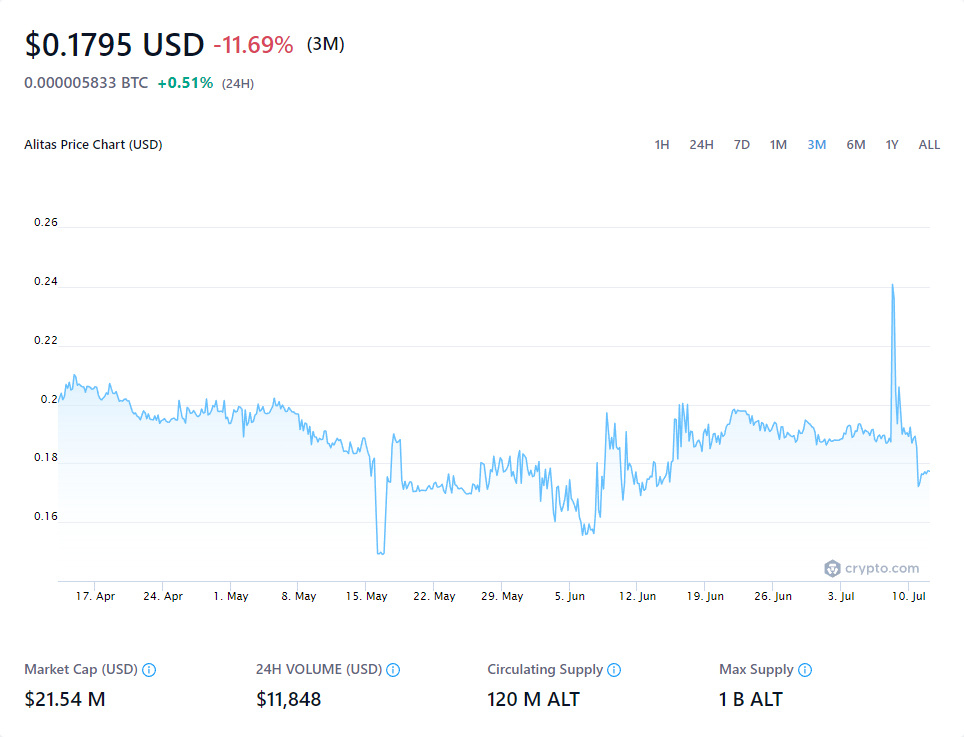 $0.1795 USD -11.69% (3M)
0.000005833 BTC +0.51% (24H)
Alitas Price Chart (USD) 1H 24H 7D 1M 3M 6M 1Y ALL
0.26
0.24
0.22
0.2
0.18
0.16
crypto.com
17. Apr 24. Apr 1. May 8. May 15. May 22. May 29. May 5. Jun 12. Jun 19. Jun 26. Jun 3. Jul 10. Jul
Market Cap (USD) 24H VOLUME (USD) Circulating Supply Max Supply
$21.54 M $11,848 120 M ALT 1 B ALT